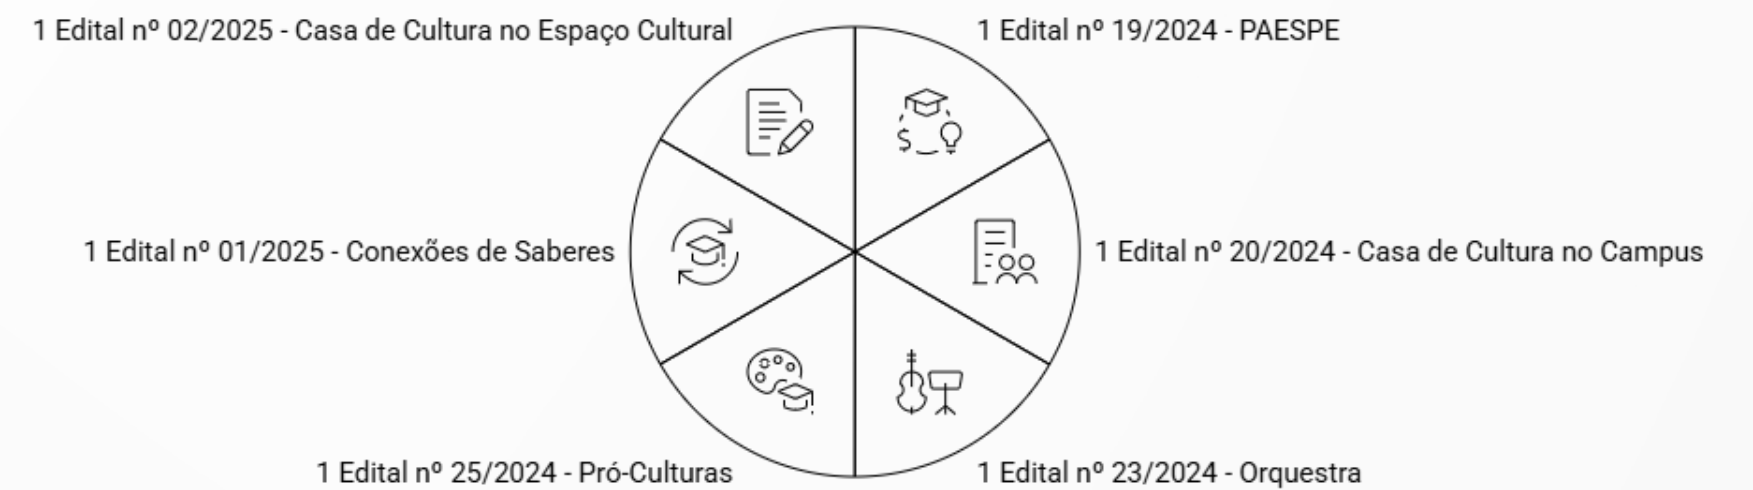 1 Edital nº 02/2025 - Casa de Cultura no Espaço Cultural
1 Edital nº 19/2024 - PAESPE
1 Edital nº 01/2025 - Conexões de Saberes
1 Edital nº 20/2024 - Casa de Cultura no Campus
1 Edital nº 25/2024 - Pró-Culturas
1 Edital nº 23/2024 - Orquestra